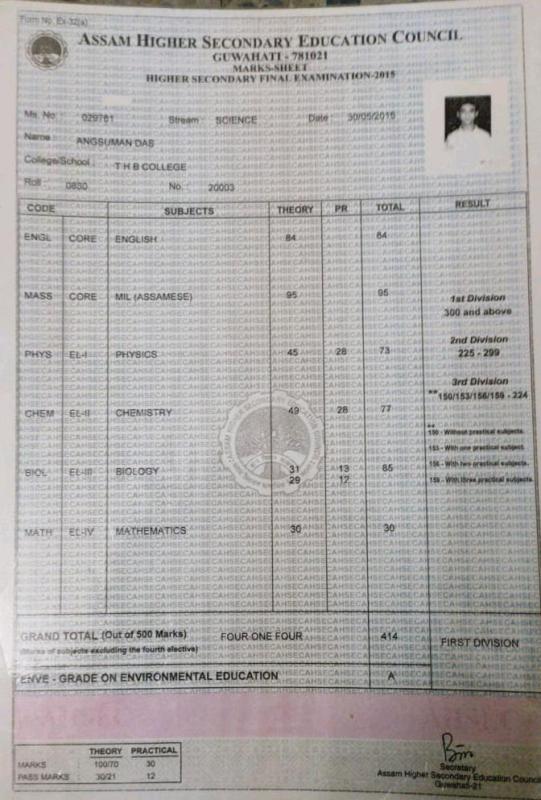 Form No. Ex-32(a)
ASSAM HIGHER SECONDARY EDUCATION COUNCIL
GUWAHATI - 781021
MARKS-SHEET
HIGHER SECONDARY FINAL EXAMINATION-2015
Ms. No : 029761 Stream : SCIENCE Date : 30/05/2015
Name : ANGSUMAN DAS
College/School : T H B COLLEGE
Roll : 0830 No. : 20003
CODE SUBJECTS THEORY PR TOTAL RESULT
ENGL CORE ENGLISH 84 84
MASS CORE MIL (ASSAMESE) 95 95
1st Division
300 and above
2nd Division
225 - 299
PHYS EL-I PHYSICS 45 28 73
3rd Division
**150/153/156/159 - 224
CHEM EL-II CHEMISTRY 49 28 77
**
150 - Without practical subjects.
153 - With one practical subject.
156 - With two practical subjects.
159 - With three practical subjects
BIOL EL-III BIOLOGY 31 13 85
29 12
MATH EL-IV MATHEMATICS 30 30
GRAND TOTAL (Out of 500 Marks) FOUR ONE FOUR 414 FIRST DIVISION
(Marks of subjects excluding the fourth elective)
ENVE - GRADE ON ENVIRONMENTAL EDUCATION A
THEORY PRACTICAL
MARKS : 100/70 30
PASS MARKS : 30/21 12
Secretary
Assam Higher Secondary Education Council
Guwahati-21